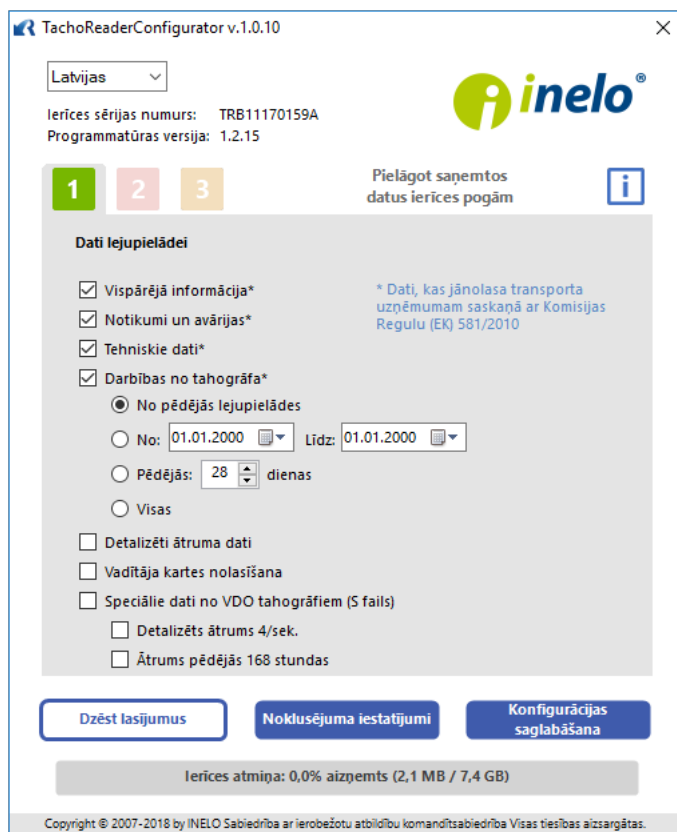 TachoReaderConfigurator v.1.0.10
Latvijas
inelo®
Ierīces sērijas numurs: TRB11170159A
Programmatūras versija: 1.2.15
1 2 3
Pielāgot saņemtos
datus ierīces pogām
i
Dati lejupielādei
Vispārējā informācija*
* Dati, kas jānolasa transporta
Notikumi un avārijas*
uzņēmumam saskaņā ar Komisijas
Regulu (EK) 581/2010
Tehniskie dati*
Darbības no tahogrāfa*
No pēdējās lejupielādes
No: 01.01.2000 Līdz: 01.01.2000
Pēdējās: 28 dienas
Visas
Detalizēti ātruma dati
Vadītāja kartes nolasīšana
Speciālie dati no VDO tahogrāfiem (S fails)
Detalizēts ātrums 4/sek.
Ātrums pēdējās 168 stundas
Dzēst lasījumus
Noklusējuma iestatījumi
Konfigurācijas
saglabāšana
Ierīces atmiņa: 0,0% aizņemts (2,1 MB / 7,4 GB)
Copyright © 2007-2018 by INELO Sabiedrība ar ierobežotu atbildību komandītsabiedrība Visas tiesības aizsargātas.